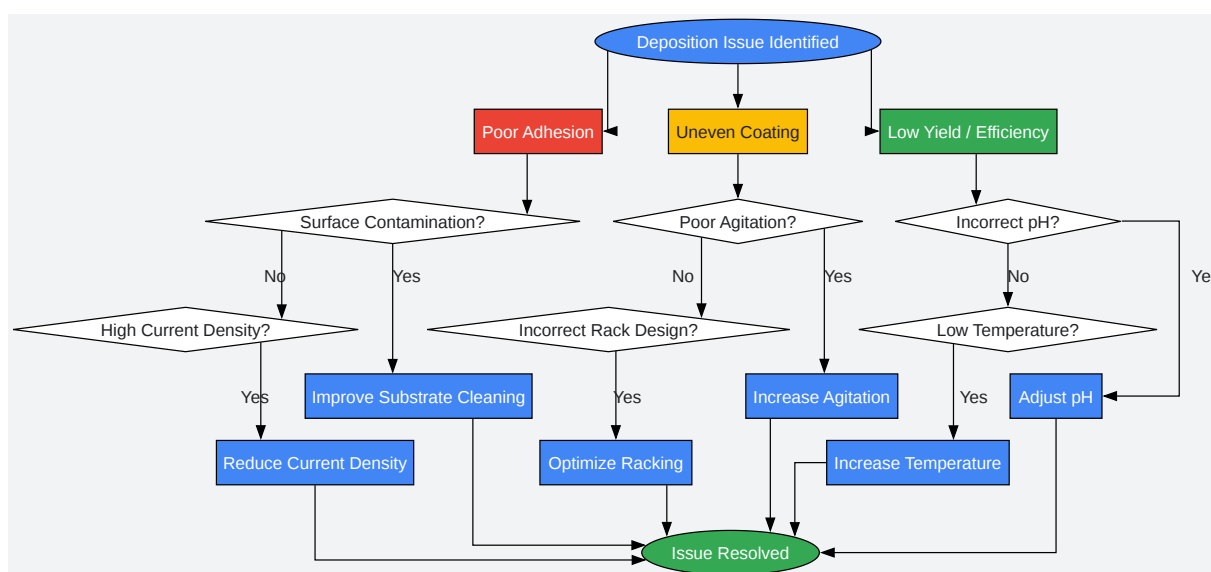 Deposition Issue Identified
Poor Adhesion
Uneven Coating
Low Yield / Efficiency
Surface Contamination?
Poor Agitation?
Incorrect pH?
No
Yes
No
Yes
No
Ye
High Current Density?
Incorrect Rack Design?
Low Temperature?
Yes
Improve Substrate Cleaning
Yes
Increase Agitation
Yes
Adjust pH
Reduce Current Density
Optimize Racking
Increase Temperature
Issue Resolved